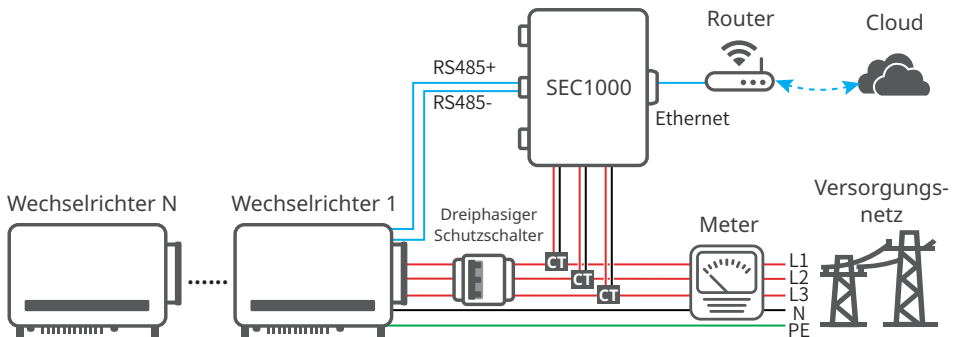 Router
Cloud
RS485+
RS485-
SEC1000
Ethernet
Wechselrichter N
Wechselrichter 1
Dreiphasiger
Schutzschalter
Meter
Versorgungs-
netz
CT
CT
CT
L1
L2
L3
N
PE